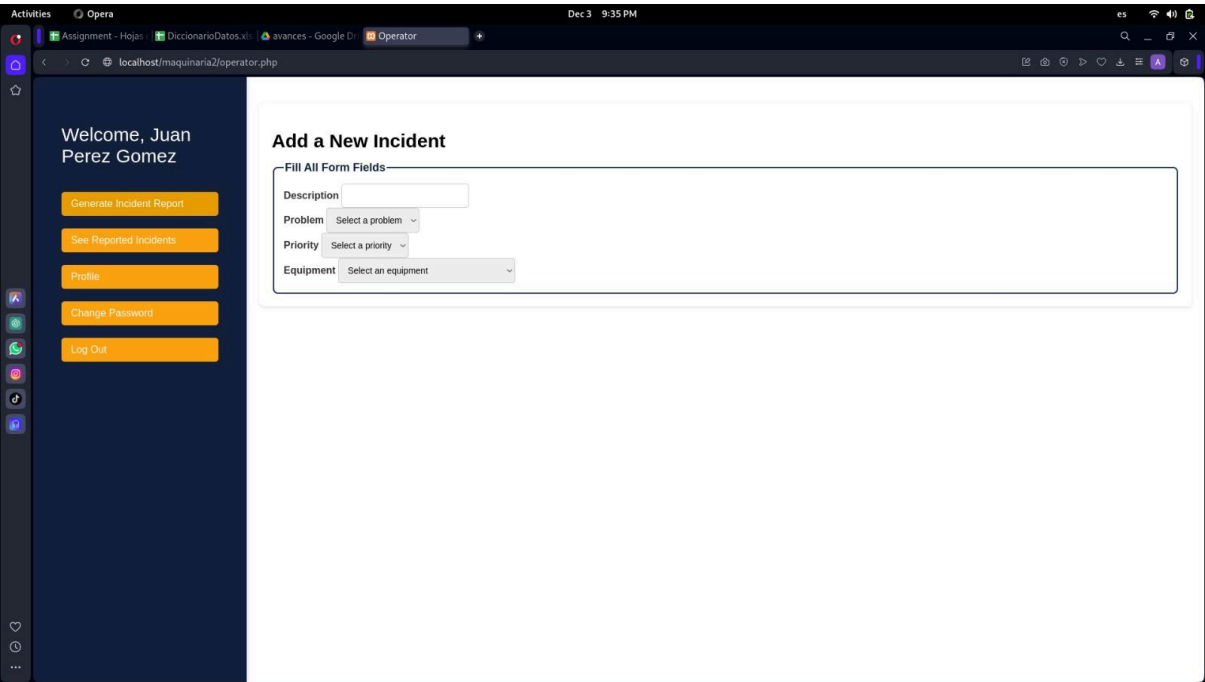 Activities Opera Dec 3 9:35 PM es
Assignment - Hojas DiccionarioDatos.xls avances - Google Dr Operator
localhost/maquinaria2/operator.php A
Welcome, Juan
Perez Gomez
Generate Incident Report
See Reported Incidents
Profile
Change Password
Log Out
Add a New Incident
Fill All Form Fields
Description
Problem Select a problem
Priority Select a priority
Equipment Select an equipment